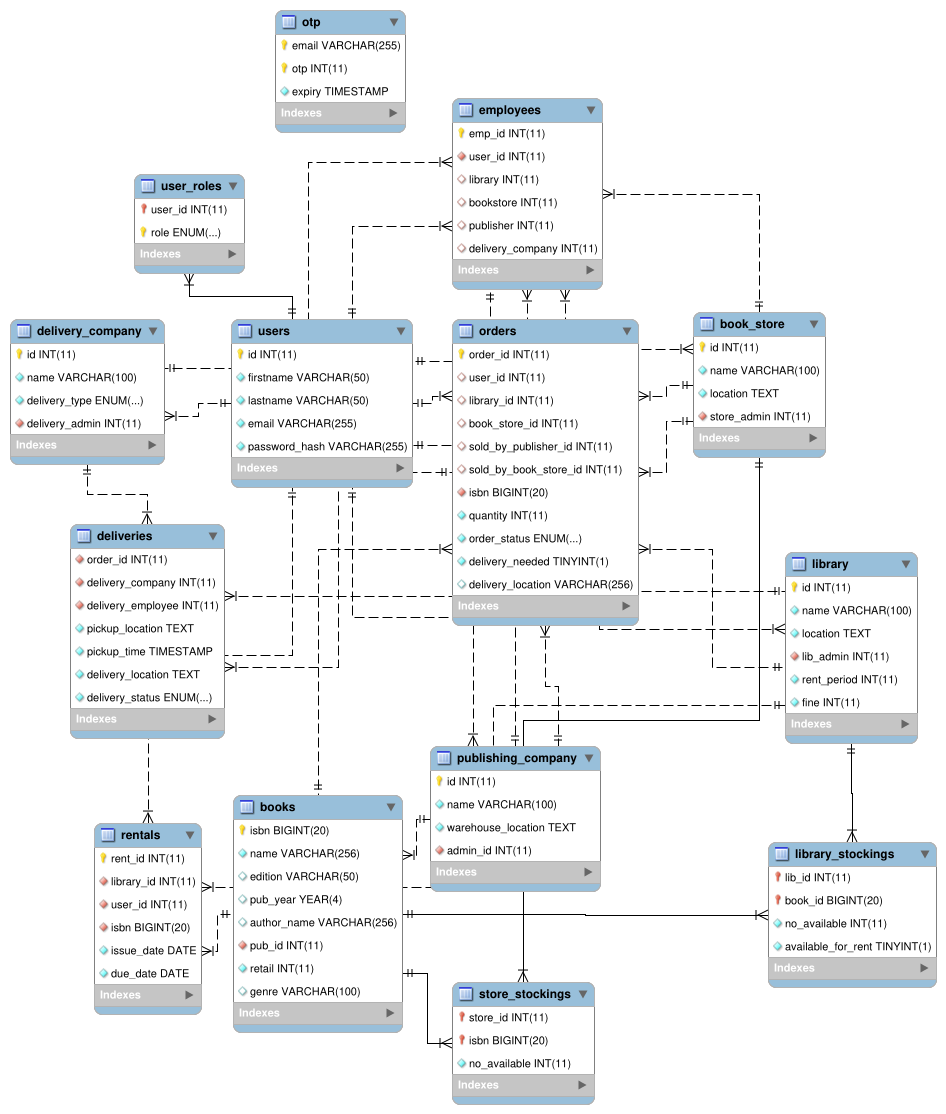 otp
email VARCHAR(255)
otp INT(11)
expiry TIMESTAMP
Indexes
employees
emp_id INT(11)
user_id INT(11)
library INT(11)
bookstore INT(11)
publisher INT(11)
delivery_company INT(11)
Indexes
user_roles
user_id INT(11)
role ENUM(...)
Indexes
delivery_company
id INT(11)
name VARCHAR(100)
delivery_type ENUM(...)
delivery_admin INT(11)
Indexes
users
id INT(11)
firstname VARCHAR(50)
lastname VARCHAR(50)
email VARCHAR(255)
password_hash VARCHAR(255)
Indexes
orders
order_id INT(11)
user_id INT(11)
library_id INT(11)
book_store_id INT(11)
sold_by_publisher_id INT(11)
sold_by_book_store_id INT(11)
isbn BIGINT(20)
quantity INT(11)
order_status ENUM(...)
delivery_needed TINYINT(1)
delivery_location VARCHAR(256)
Indexes
book_store
id INT(11)
name VARCHAR(100)
location TEXT
store_admin INT(11)
Indexes
deliveries
order_id INT(11)
delivery_company INT(11)
delivery_employee INT(11)
pickup_location TEXT
pickup_time TIMESTAMP
delivery_location TEXT
delivery_status ENUM(...)
Indexes
library
id INT(11)
name VARCHAR(100)
location TEXT
lib_admin INT(11)
rent_period INT(11)
fine INT(11)
Indexes
publishing_company
id INT(11)
name VARCHAR(100)
warehouse_location TEXT
admin_id INT(11)
Indexes
books
isbn BIGINT(20)
name VARCHAR(256)
edition VARCHAR(50)
pub_year YEAR(4)
author_name VARCHAR(256)
pub_id INT(11)
retail INT(11)
genre VARCHAR(100)
Indexes
rentals
rent_id INT(11)
library_id INT(11)
user_id INT(11)
isbn BIGINT(20)
issue_date DATE
due_date DATE
Indexes
library_stockings
lib_id INT(11)
book_id BIGINT(20)
no_available INT(11)
available_for_rent TINYINT(1)
Indexes
store_stockings
store_id INT(11)
isbn BIGINT(20)
no_available INT(11)
Indexes